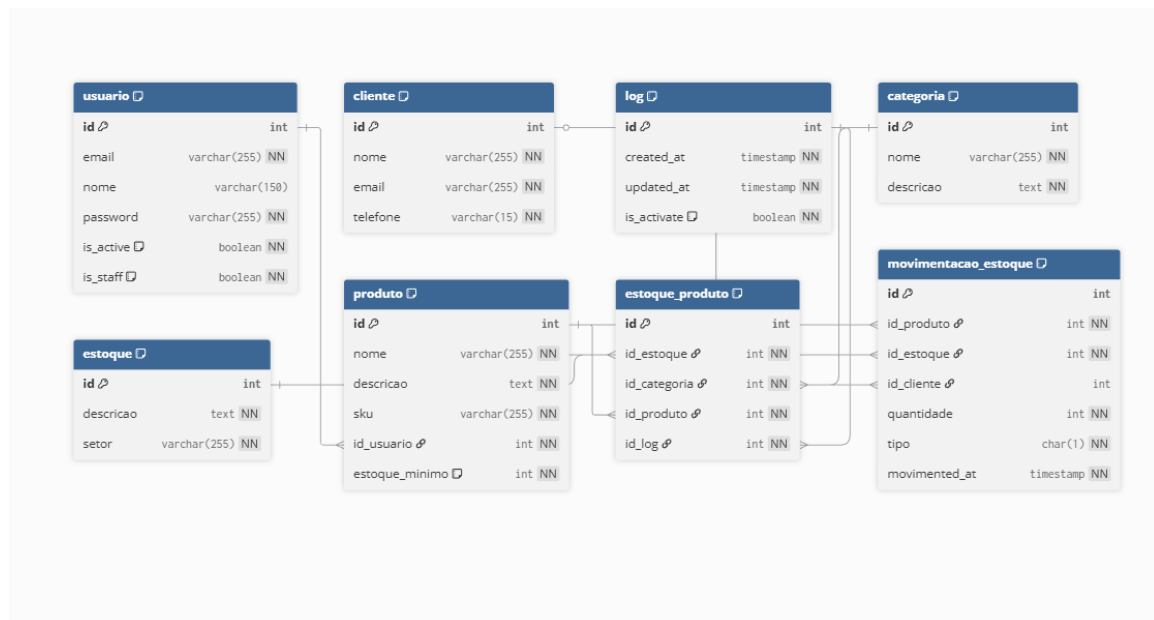 usuario
id int
email varchar(255) NN
nome varchar(150)
password varchar(255) NN
is_active boolean NN
is_staff boolean NN
cliente
id int
nome varchar(255) NN
email varchar(255) NN
telefone varchar(15) NN
log
id int
created_at timestamp NN
updated_at timestamp NN
is_activate boolean NN
categoria
id int
nome varchar(255) NN
descricao text NN
estoque
id int
descricao text NN
setor varchar(255) NN
produto
id int
nome varchar(255) NN
descricao text NN
sku varchar(255) NN
id_usuario int NN
estoque_minimo int NN
estoque_produto
id int
id_estoque int NN
id_categoria int NN
id_produto int NN
id_log int NN
movimentacao_estoque
id int
id_produto int NN
id_estoque int NN
id_cliente int
quantidade int NN
tipo char(1) NN
movimented_at timestamp NN